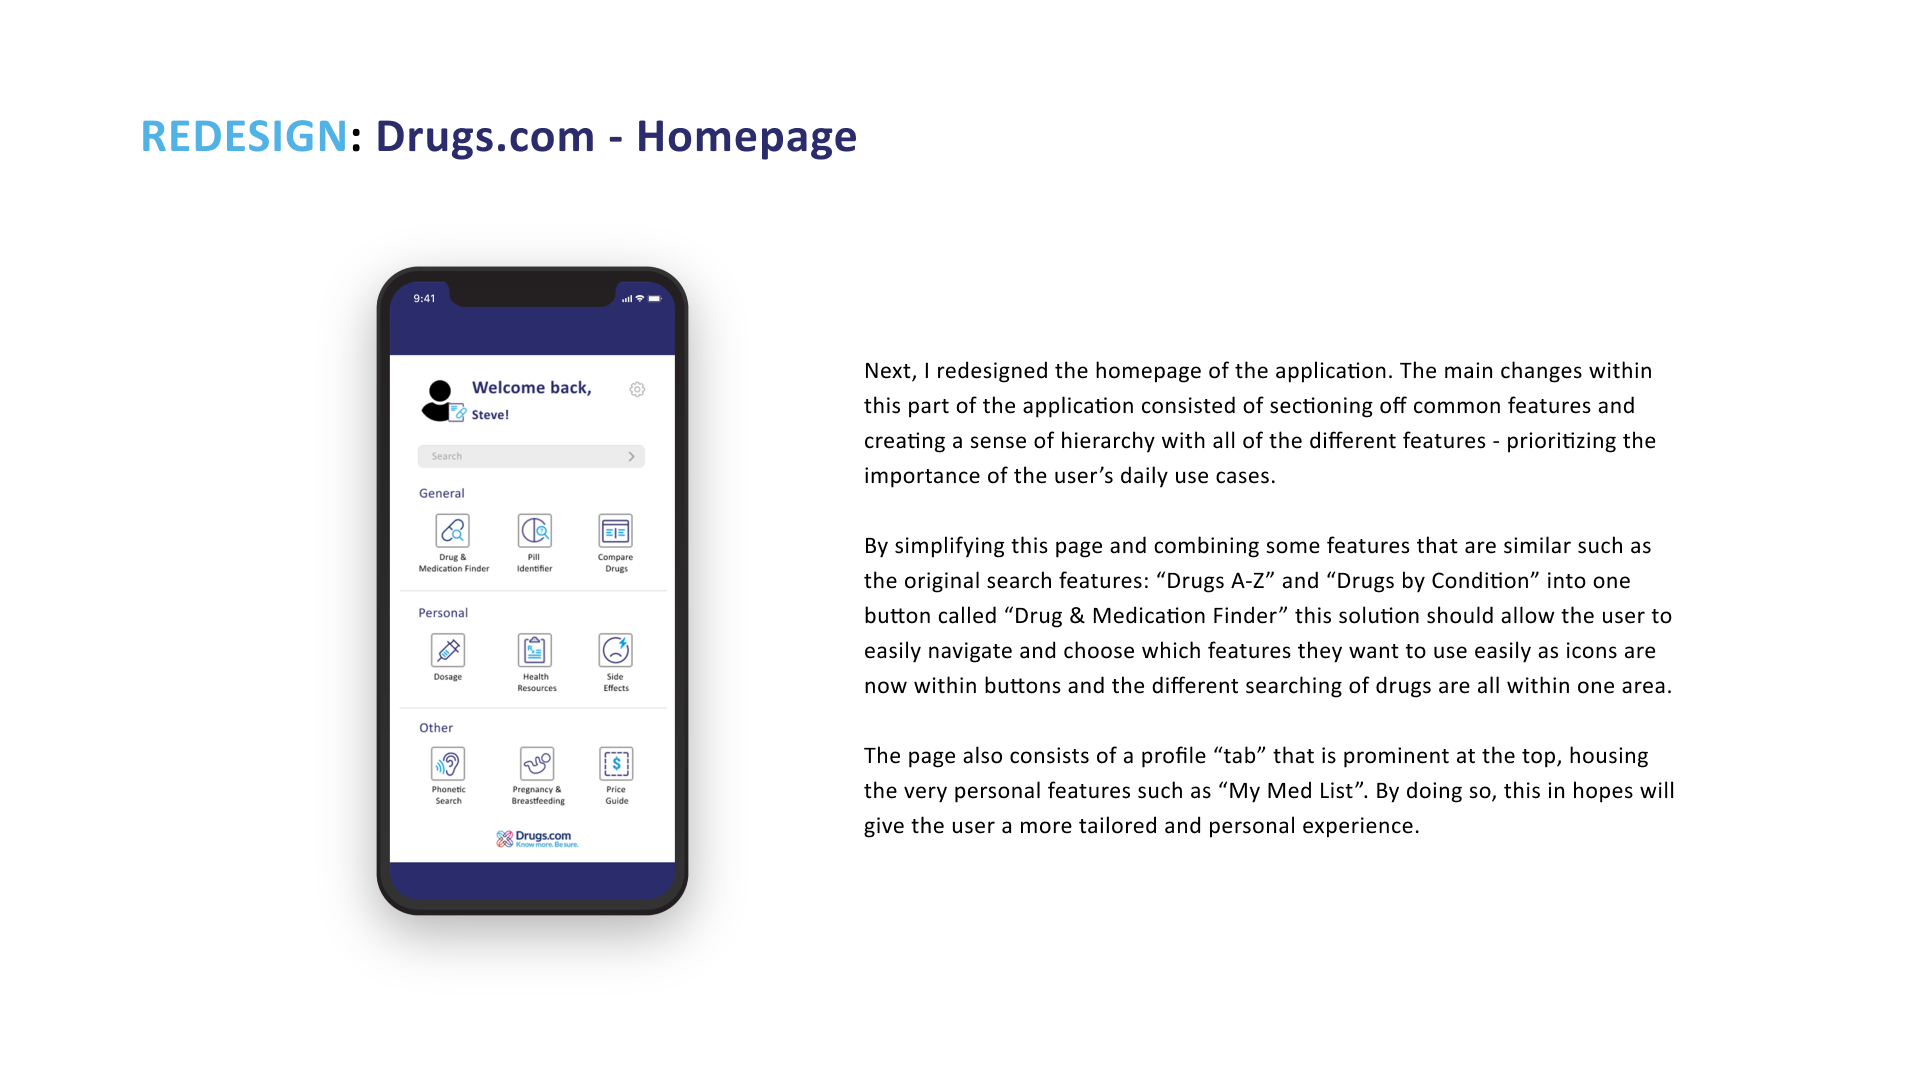 REDESIGN: Drugs.com - Homepage
9:41
Welcome back,
Steve!
Search
General
Drug &
Medication Finder
Pill
Identifier
Compare
Drugs
Personal
Dosage
Health
Resources
Side
Effects
Other
Phonetic
Search
Pregnancy &
Breastfeeding
Price
Guide
Drugs.com
Know more. Be sure.
Next, I redesigned the homepage of the application. The main changes within
this part of the application consisted of sectioning off common features and
creating a sense of hierarchy with all of the different features - prioritizing the
importance of the user’s daily use cases.
By simplifying this page and combining some features that are similar such as
the original search features: “Drugs A-Z” and “Drugs by Condition” into one
button called “Drug & Medication Finder” this solution should allow the user to
easily navigate and choose which features they want to use easily as icons are
now within buttons and the different searching of drugs are all within one area.
The page also consists of a profile “tab” that is prominent at the top, housing
the very personal features such as “My Med List”. By doing so, this in hopes will
give the user a more tailored and personal experience.